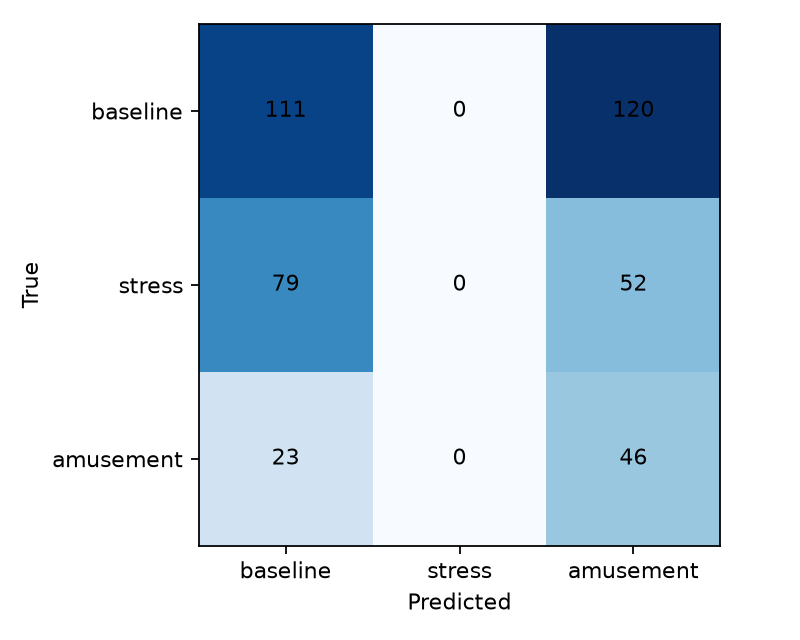 baseline 111 0 120
stress 79 0 52
amusement 23 0 46
baseline stress amusement
Predicted
True